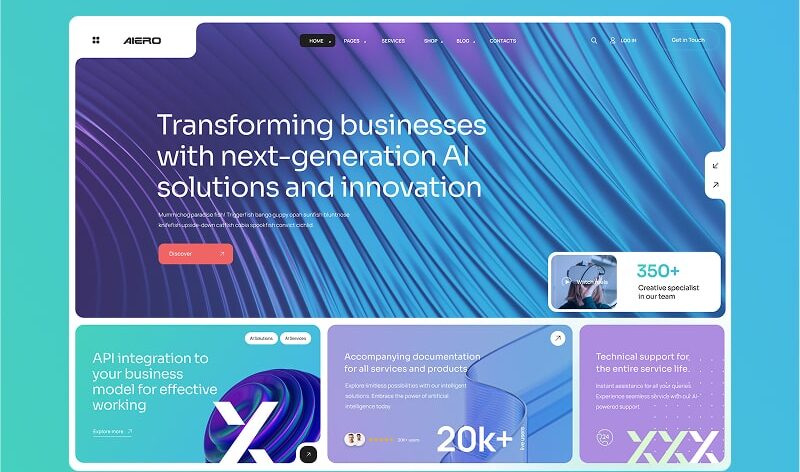 AIERO
HOME
PAGES
SERVICES
SHOP
BLOG
CONTACTS
LOG IN
Get in Touch
Transforming businesses
with next-generation AI
solutions and innovation
Mummichog paradise fish! Triggerfish bango guppy opah sunfish bluntnose
knifefish upside-down catfish cobia spookfish convict cichlid
Discover
Watch reels
350+
Creative specialist
in our team
AI Solutions
AI Services
API integration to
your business
model for effective
working
Explore more
Accompanying documentation
for all services and products
Explore limitless possibilities with our intelligent
solutions. Embrace the power of artificial
intelligence today
20K+ users
20k+
live users
Technical support for
the entire service life.
Instant assistance for all your queries.
Experience seamless service with our AI-
powered support